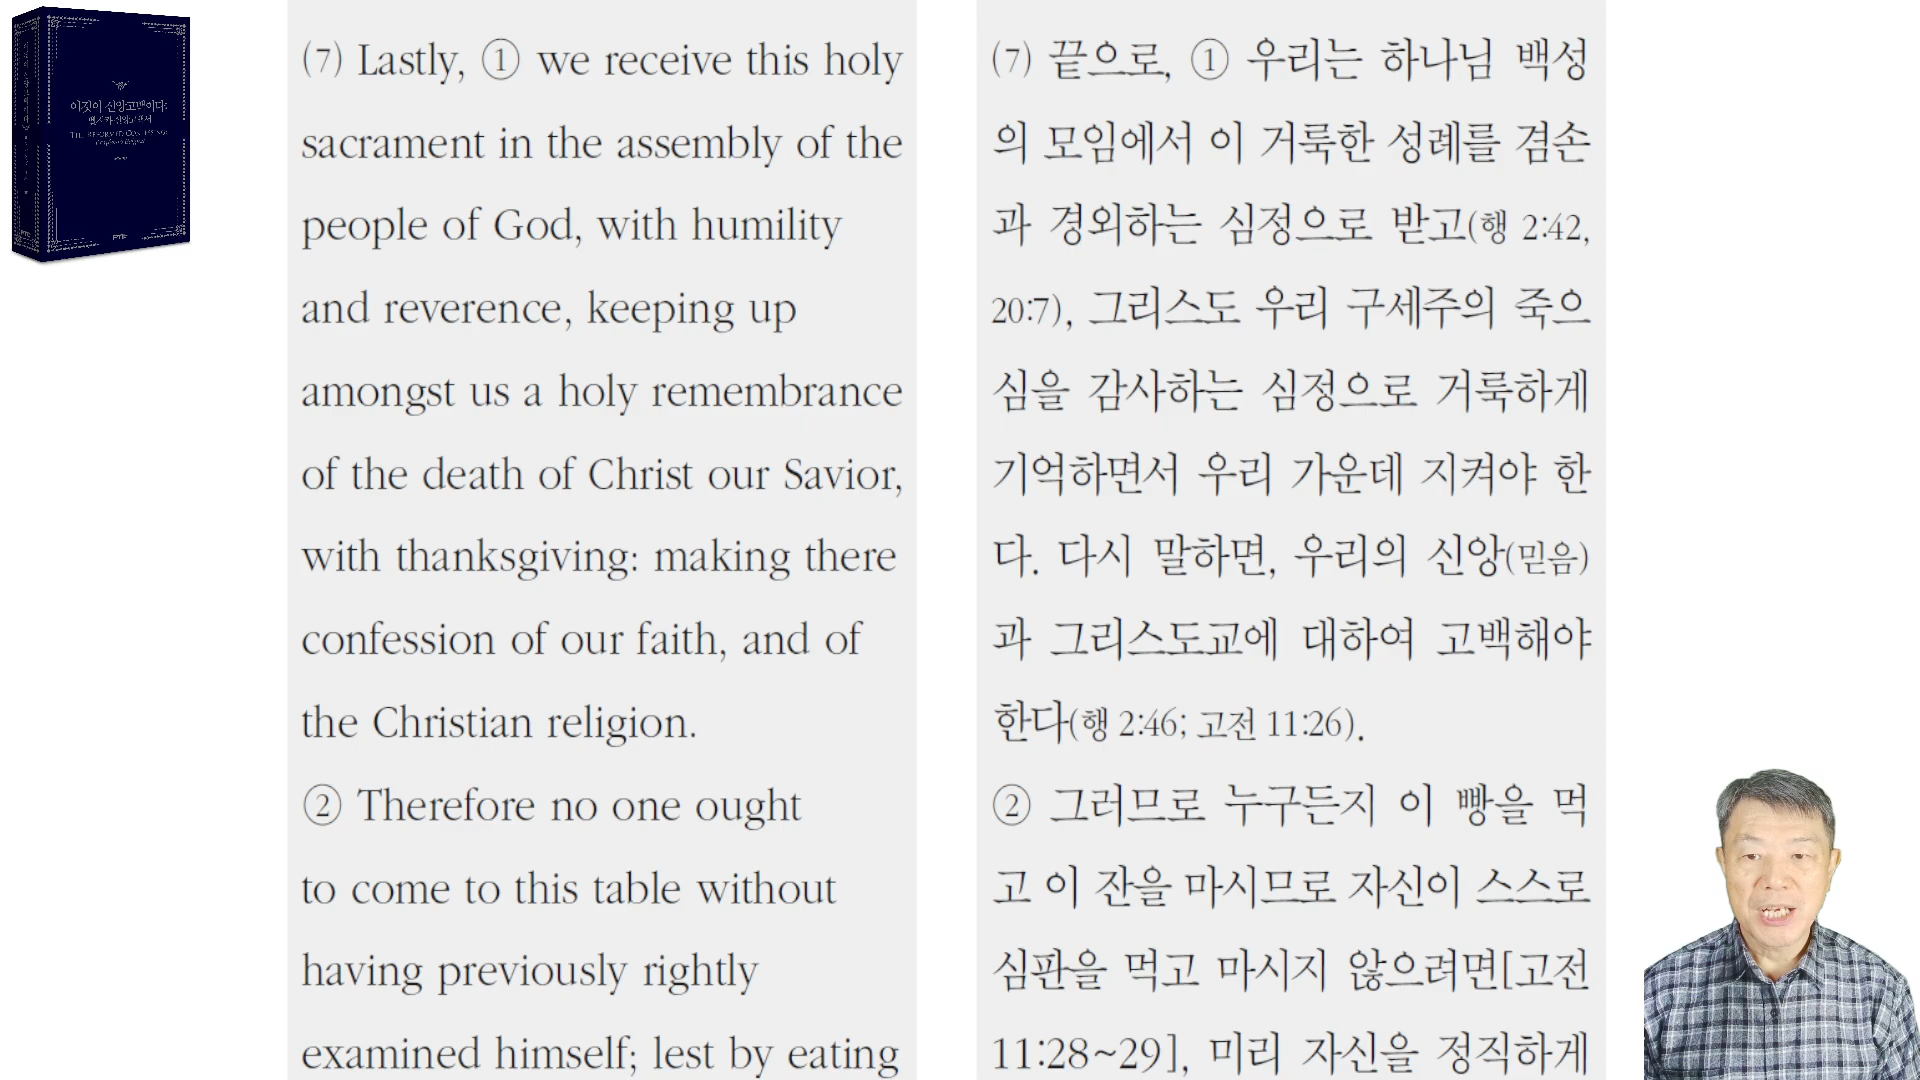 이것이 신앙고백이다:
THE REFORMED CONFESSIONS:
(7) Lastly, ① we receive this holy
sacrament in the assembly of the
people of God, with humility
and reverence, keeping up
amongst us a holy remembrance
of the death of Christ our Savior,
with thanksgiving: making there
confession of our faith, and of
the Christian religion.
② Therefore no one ought
to come to this table without
having previously rightly
examined himself; lest by eating
(7) 끝으로, ① 우리는 하나님 백성
의 모임에서 이 거룩한 성례를 겸손
과 경외하는 심정으로 받고(행 2:42,
20:7), 그리스도 우리 구세주의 죽으
심을 감사하는 심정으로 거룩하게
기억하면서 우리 가운데 지켜야 한
다. 다시 말하면, 우리의 신앙(믿음)
과 그리스도교에 대하여 고백해야
한다(행 2:46; 고전 11:26).
② 그러므로 누구든지 이 빵을 먹
고 이 잔을 마시므로 자신이 스스로
심판을 먹고 마시지 않으려면[고전
11:28~29], 미리 자신을 정직하게